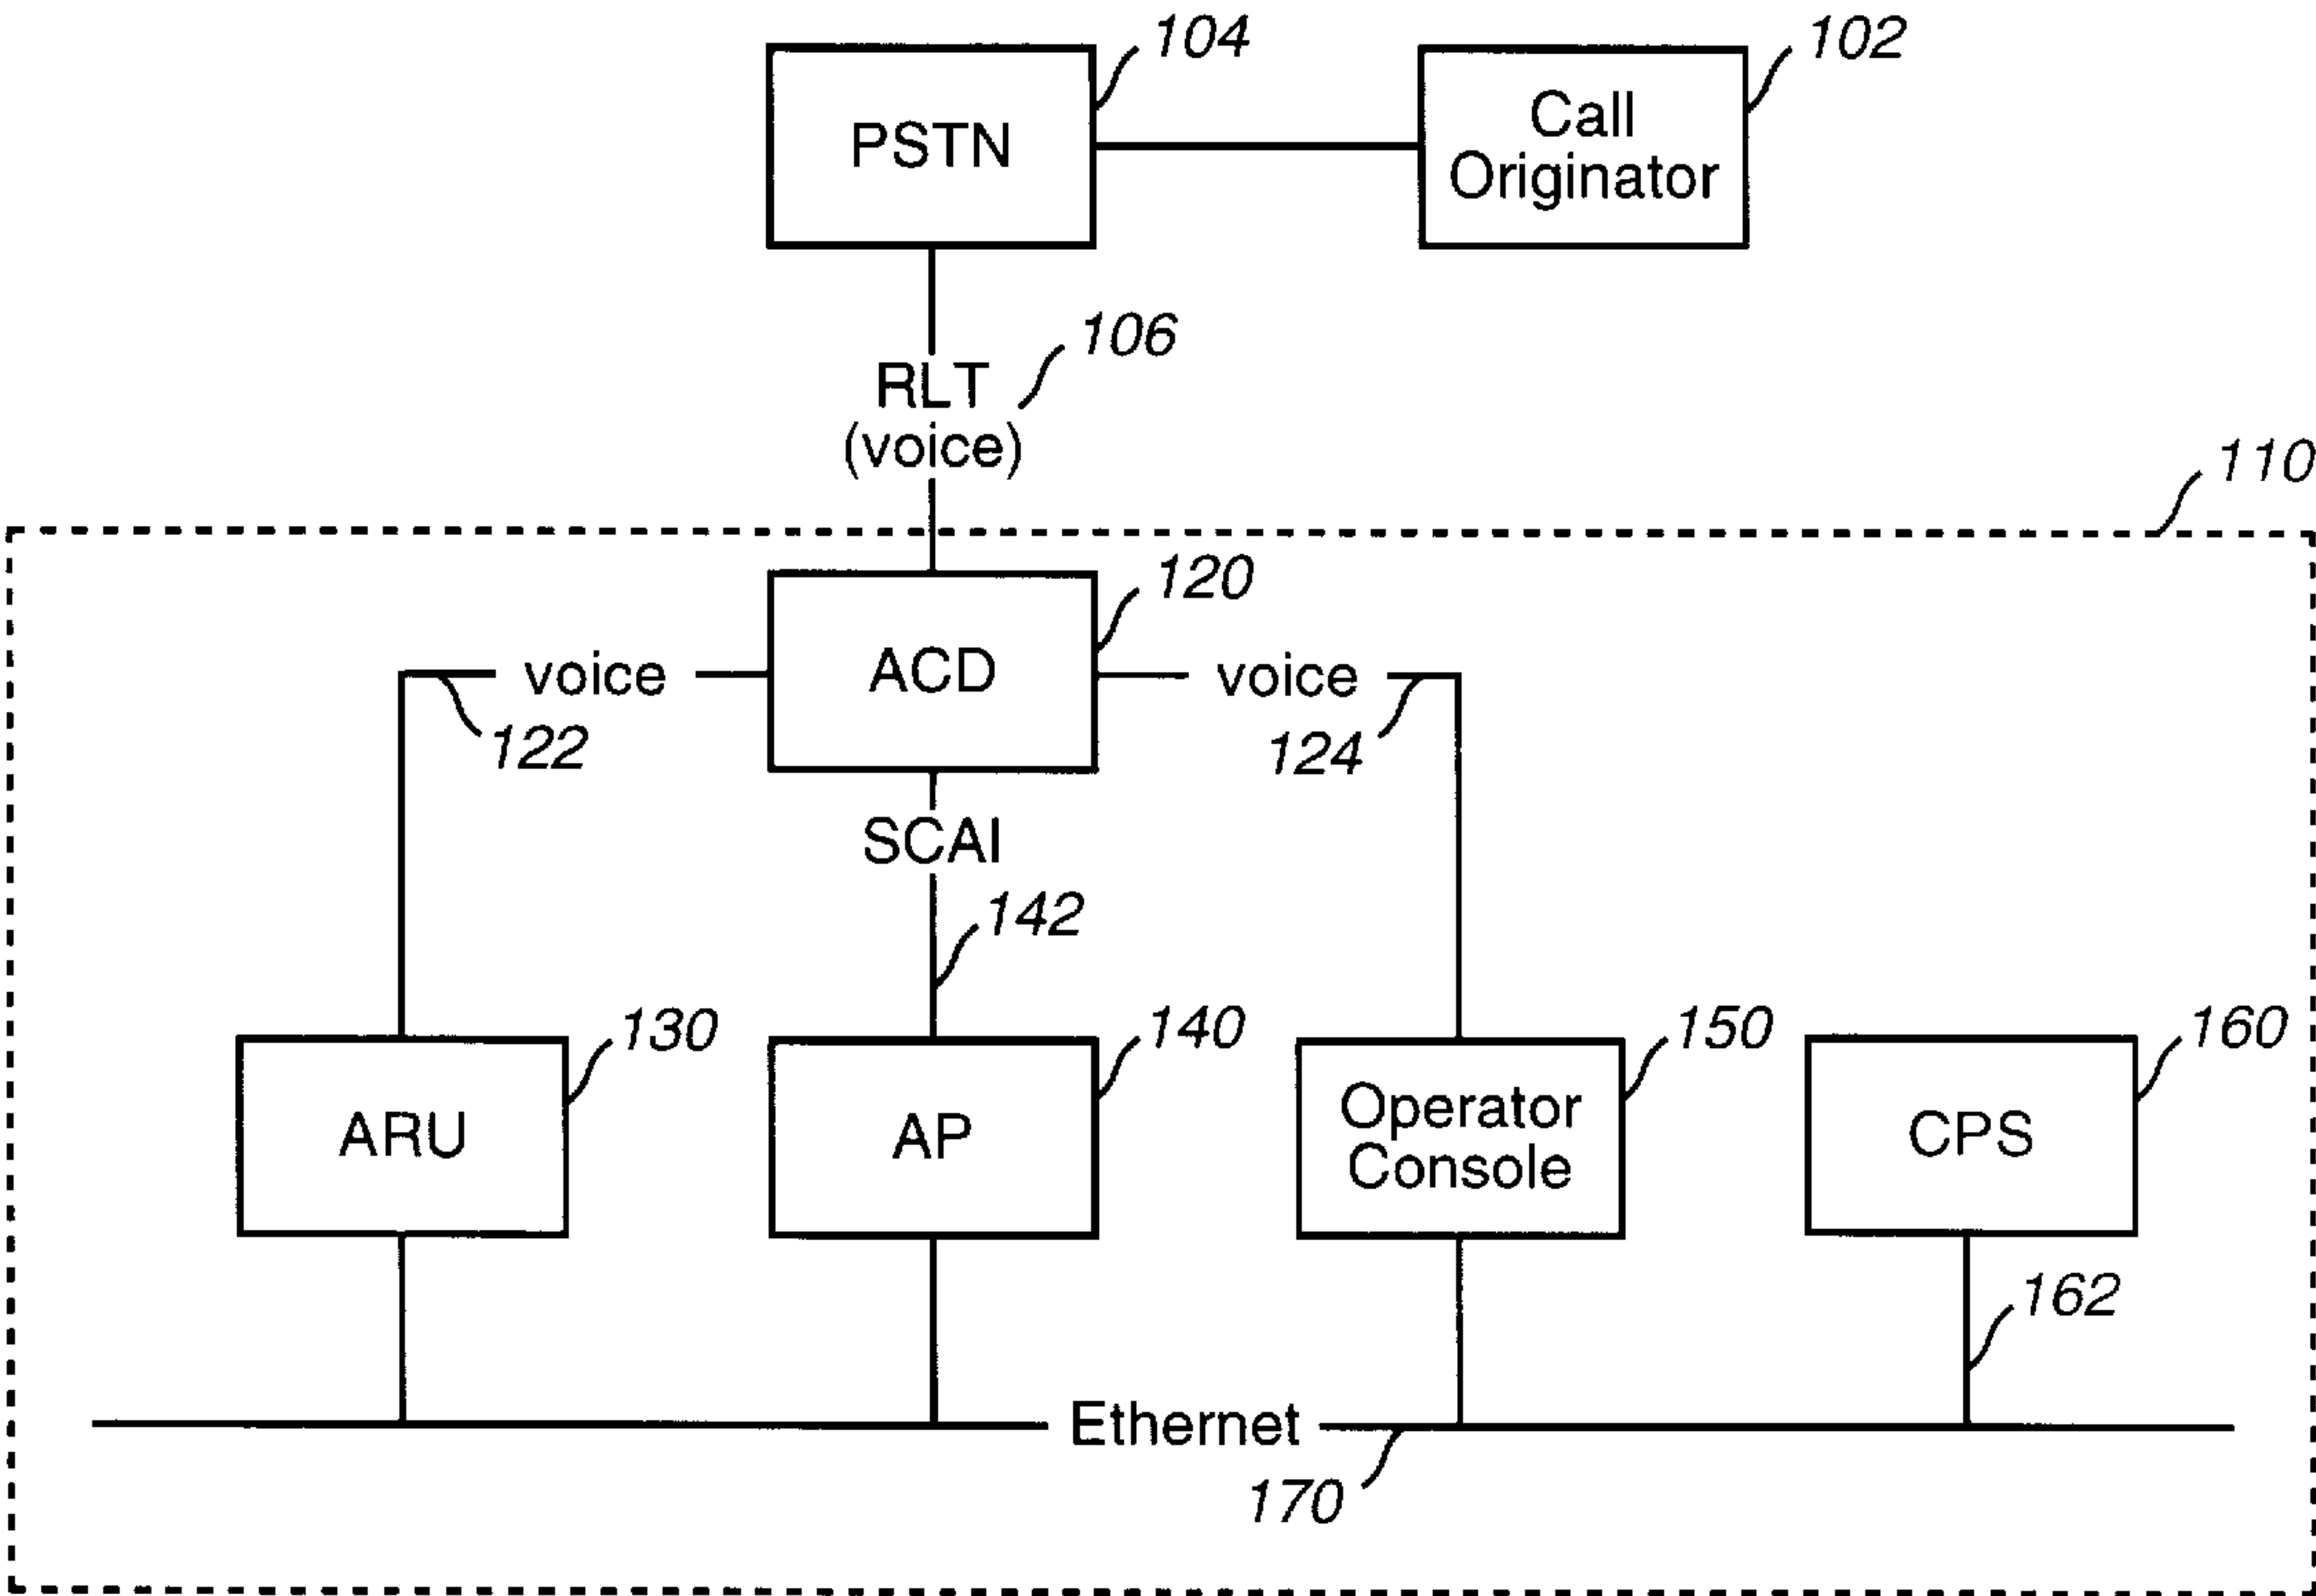 104
102
PSTN
Call
Originator
106
RLT
(voice)
110
120
ACD
voice
voice
122
124
SCAI
142
130
140
150
160
ARU
AP
Operator
Console
CPS
162
Ethernet
170